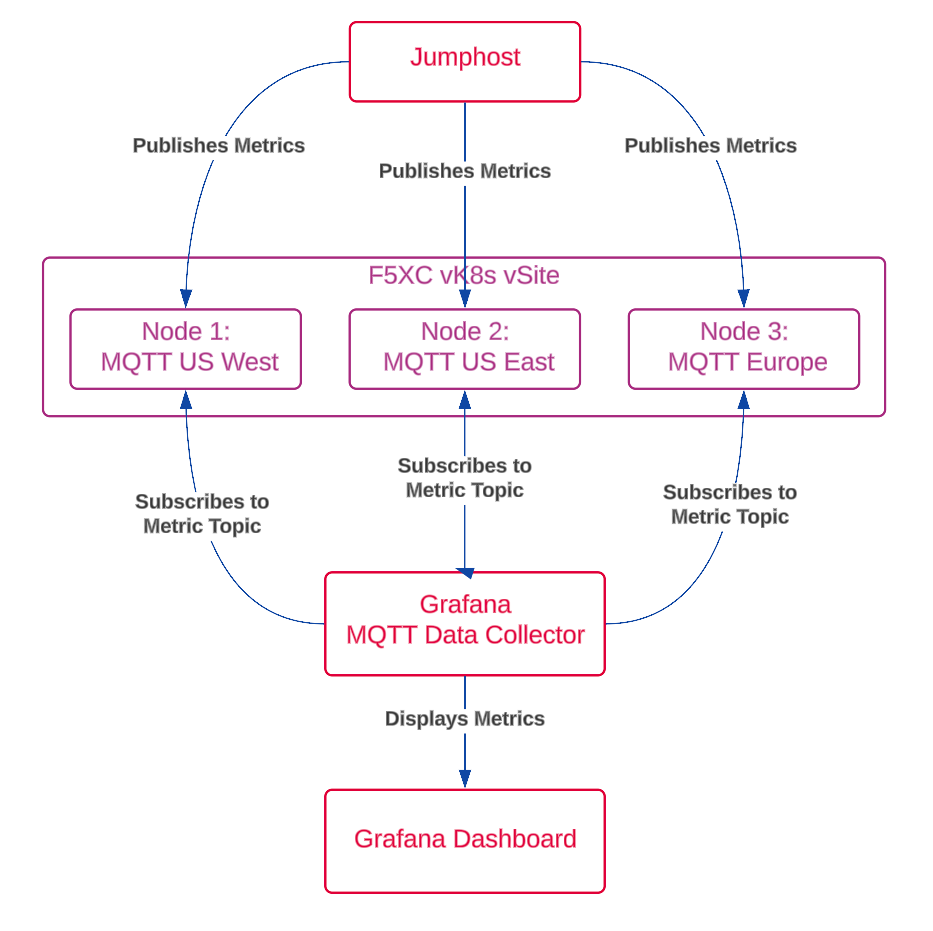 Jumphost
Publishes Metrics
Publishes Metrics
Publishes Metrics
F5XC vK8s vSite
Node 1:
MQTT US West
Node 2:
MQTT US East
Node 3:
MQTT Europe
Subscribes to
Metric Topic
Subscribes to
Metric Topic
Subscribes to
Metric Topic
Grafana
MQTT Data Collector
Displays Metrics
Grafana Dashboard